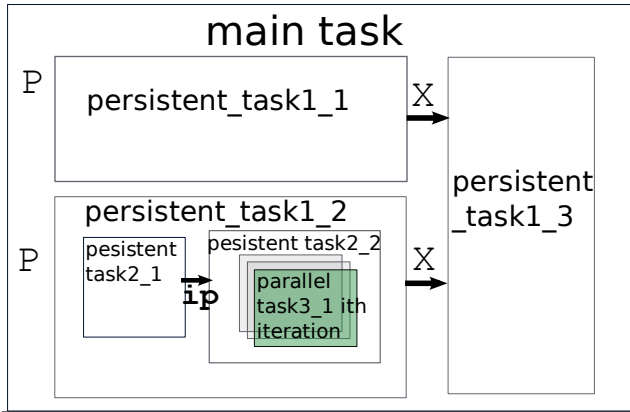 main task
P
persistent_task1_1
X
persistent
_task1_3
persistent_task1_2
P
pesistent
task2_1
ip
pesistent task2_2
parallel
task3_1 ith
iteration
X